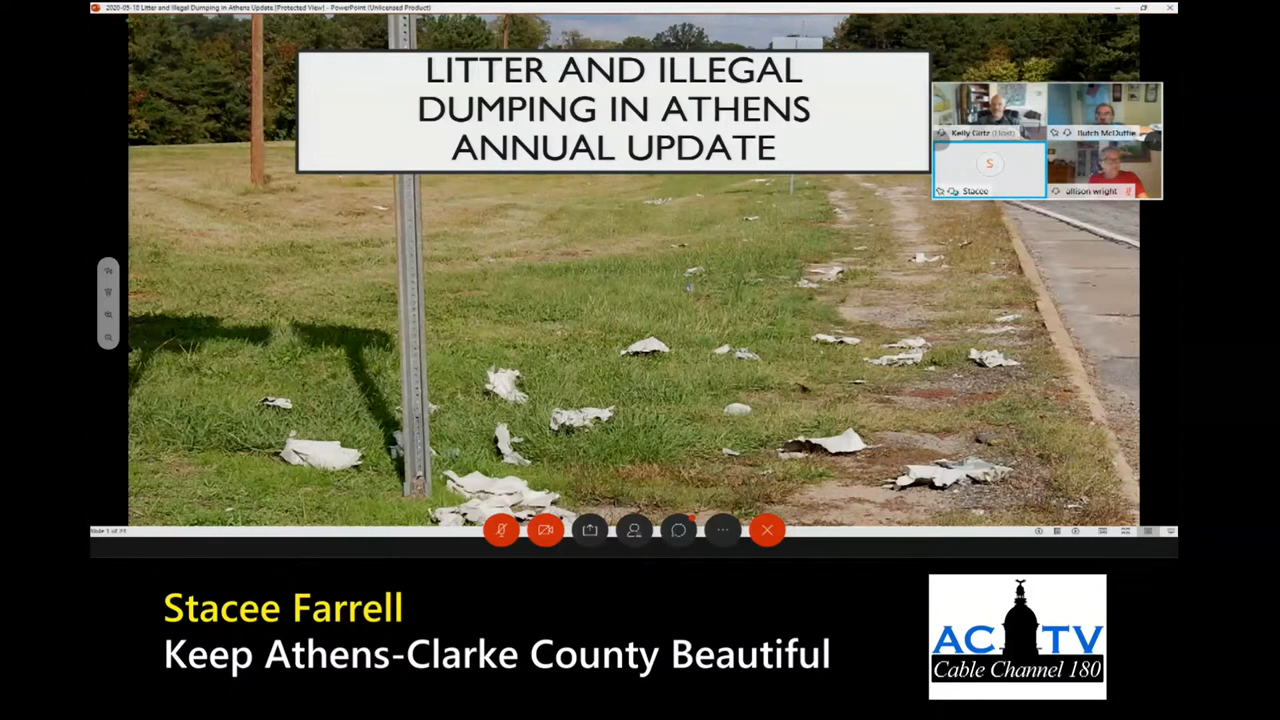 2020-05-18 Litter and Illegal Dumping in Athens Update [Protected View] - PowerPoint (Unlicensed Product)
LITTER AND ILLEGAL
DUMPING IN ATHENS
ANNUAL UPDATE
Kelly Girtz (Host)
Butch McDuffie
S
Stacee
allison wright
Stacee Farrell
Keep Athens-Clarke County Beautiful
ACTV
Cable Channel 180